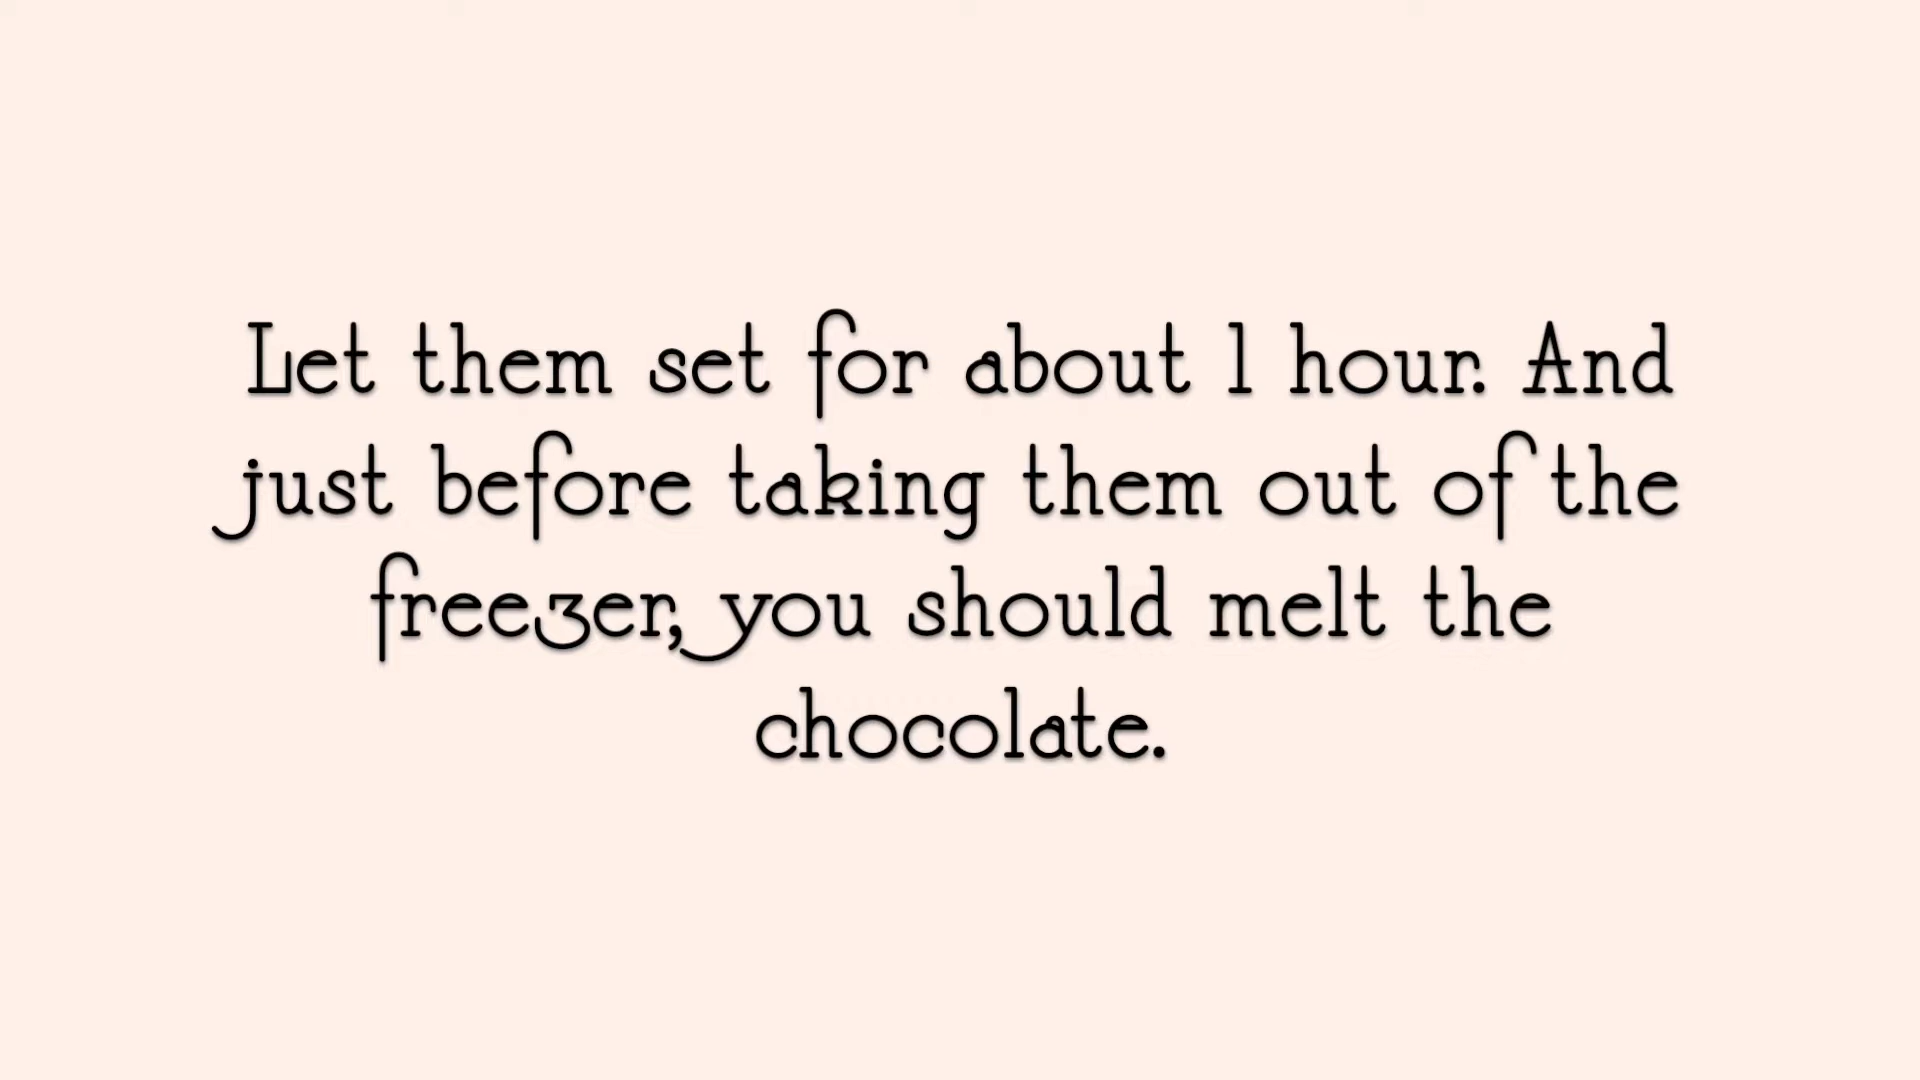 Let them set for about 1 hour. And
just before taking them out of the
freezer, you should melt the
chocolate.